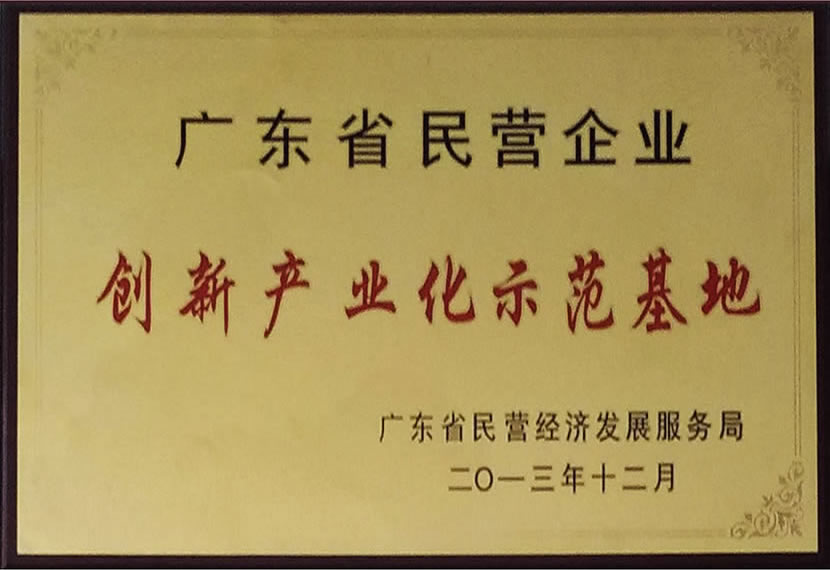 广东省民营企业
创新产业化示范基地
广东省民营经济发展服务局
二〇一三年十二月